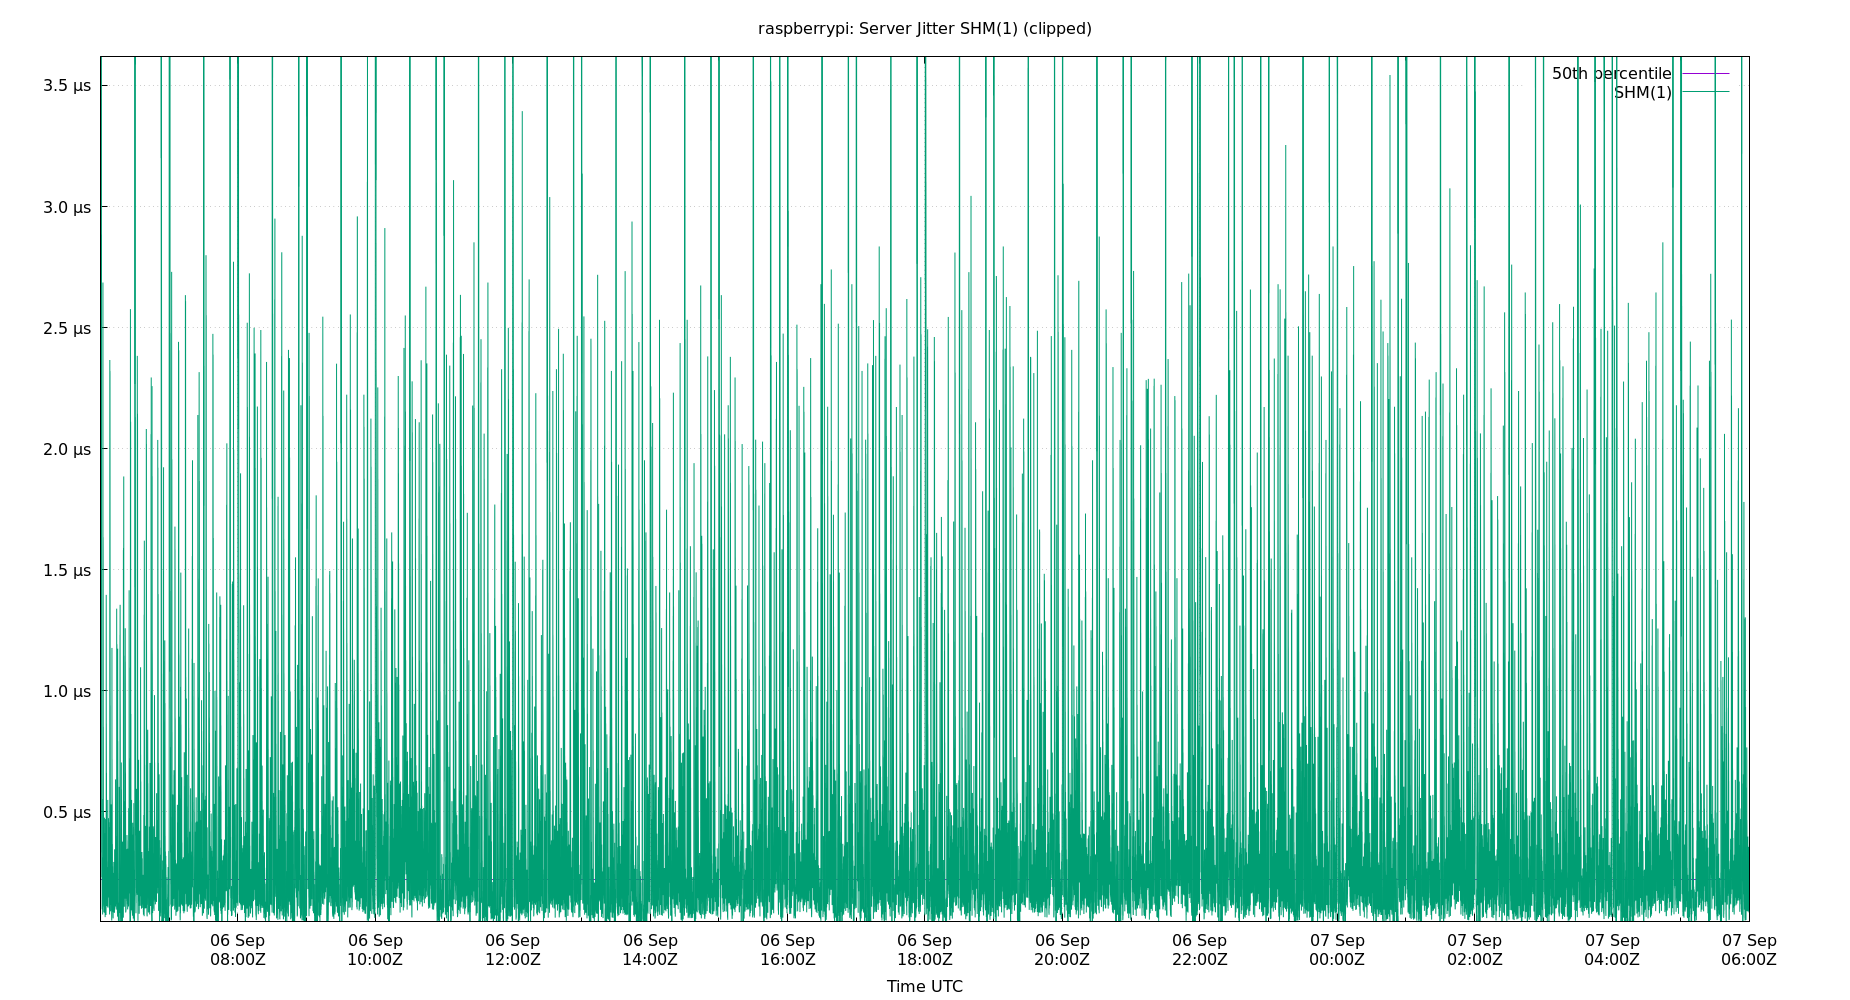 raspberrypi: Server Jitter SHM(1) (clipped)
50th percentile
SHM(1)
3.5 µs
3.0 µs
2.5 µs
2.0 µs
1.5 µs
1.0 µs
0.5 µs
06 Sep 06 Sep 06 Sep 06 Sep 06 Sep 06 Sep 06 Sep 06 Sep 07 Sep 07 Sep 07 Sep 07 Sep
08:00Z 10:00Z 12:00Z 14:00Z 16:00Z 18:00Z 20:00Z 22:00Z 00:00Z 02:00Z 04:00Z 06:00Z
Time UTC